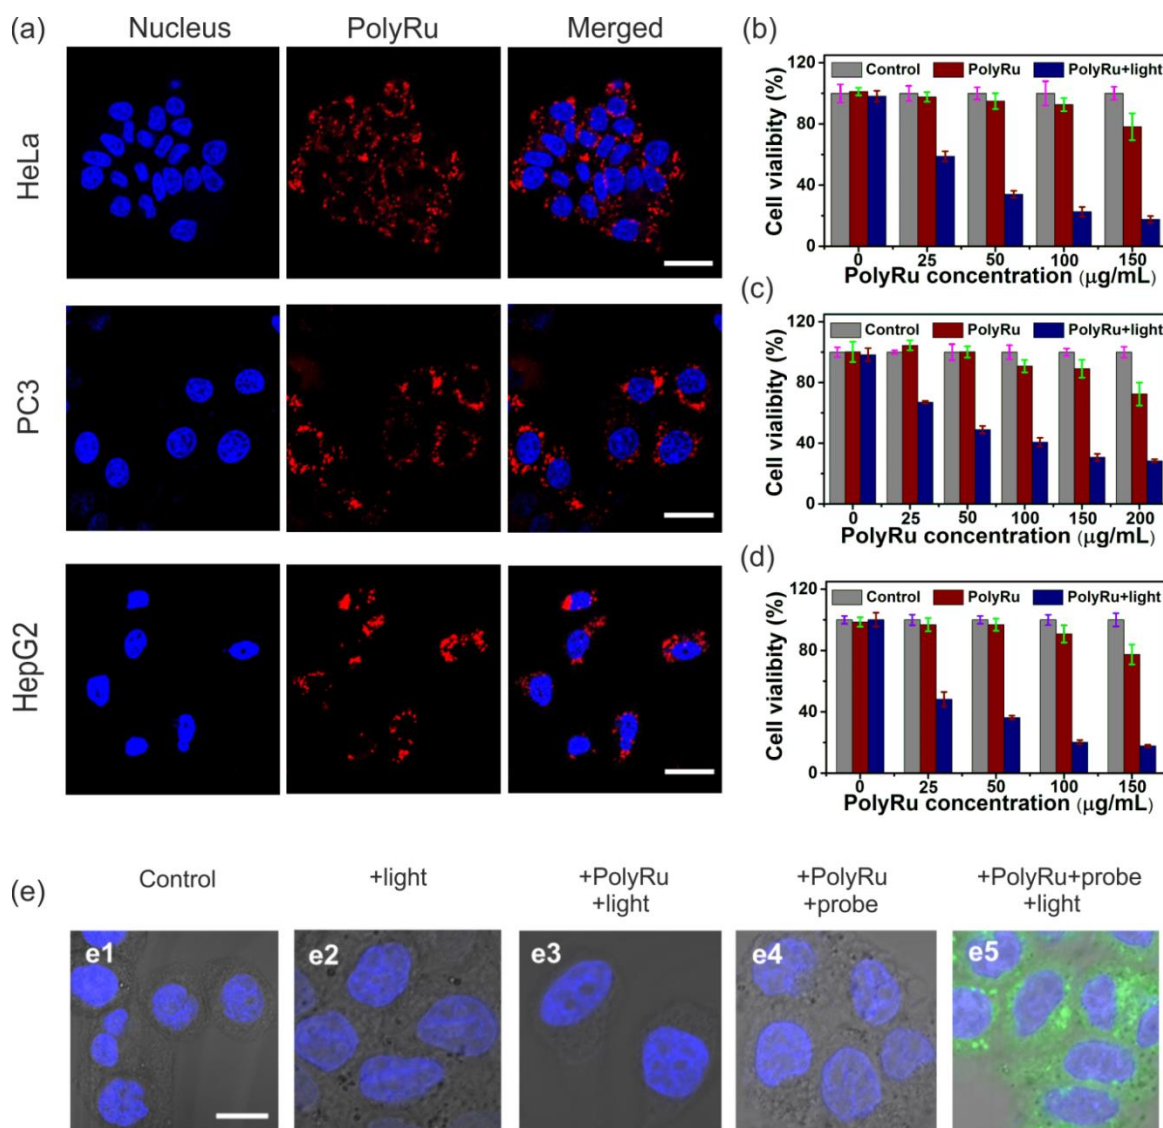 (a)
Nucleus
PolyRu
Merged
HeLa
PC3
HepG2
(b)
Control PolyRu PolyRu+light
Cell vialibity (%)
120
80
40
0
0 25 50 100 150
PolyRu concentration (μg/mL)
(c)
Control PolyRu PolyRu+light
Cell vialibity (%)
120
80
40
0
0 25 50 100 150 200
PolyRu concentration (μg/mL)
(d)
Control PolyRu PolyRu+light
Cell vialibity (%)
120
80
40
0
0 25 50 100 150
PolyRu concentration (μg/mL)
(e)
Control
+light
+PolyRu
+light
+PolyRu
+probe
+PolyRu+probe
+light
e1
e2
e3
e4
e5